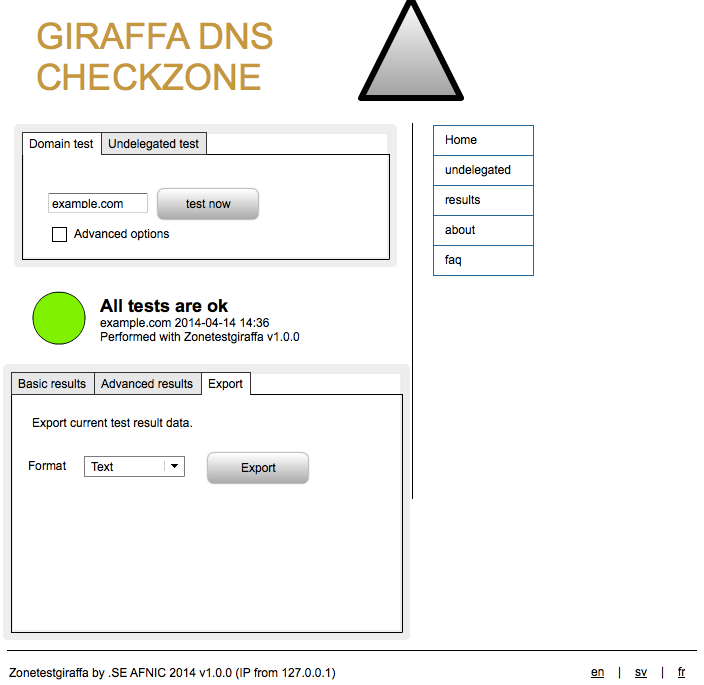 GIRAFFA DNS
CHECKZONE
Domain test
Undelegated test
example.com
test now
Advanced options
Home
undelegated
results
about
faq
All tests are ok
example.com 2014-04-14 14:36
Performed with Zonetestgiraffa v1.0.0
Basic results
Advanced results
Export
Export current test result data.
Format
Text
Export
Zonetestgiraffa by .SE AFNIC 2014 v1.0.0 (IP from 127.0.0.1)
en | sv | fr